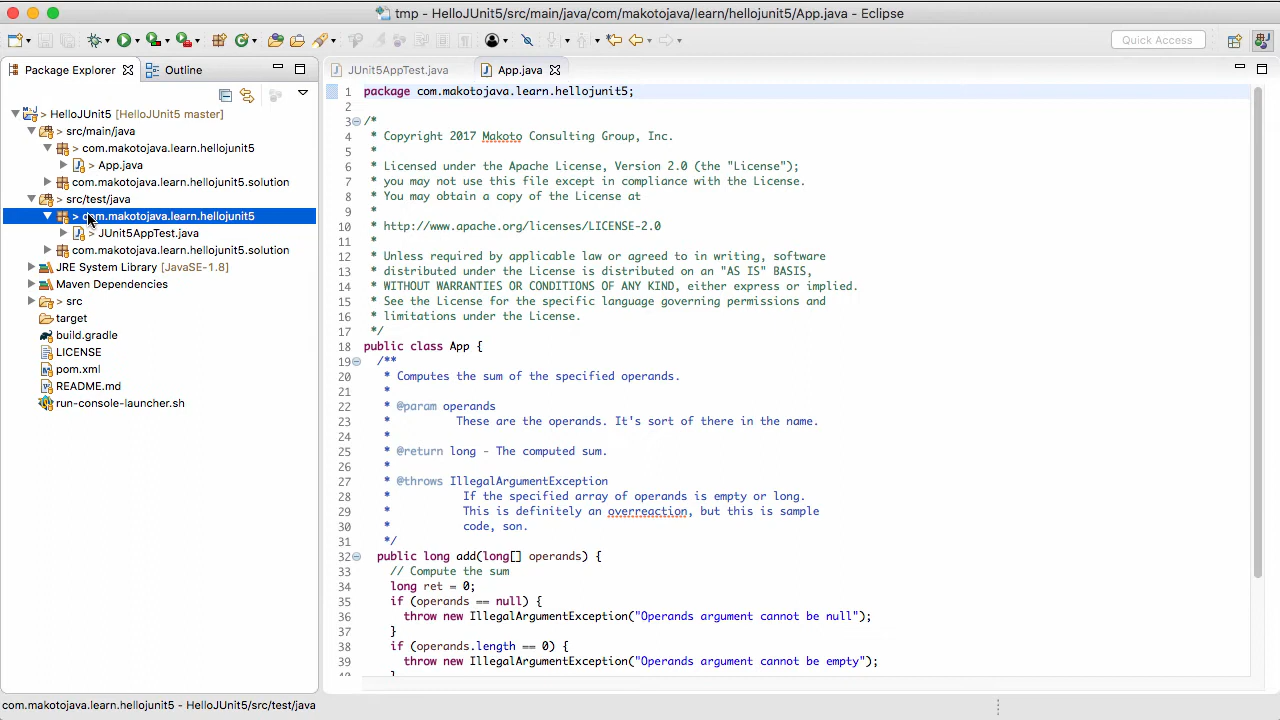 tmp - HelloJUnit5/src/main/java/com/makotojava/learn/hellojunit5/App.java - Eclipse
Quick Access
Package Explorer
Outline
JUnit5AppTest.java
App.java
> HelloJUnit5 [HelloJUnit5 master]
> src/main/java
> com.makotojava.learn.hellojunit5
> App.java
com.makotojava.learn.hellojunit5.solution
> src/test/java
> com.makotojava.learn.hellojunit5
> JUnit5AppTest.java
com.makotojava.learn.hellojunit5.solution
JRE System Library [JavaSE-1.8]
Maven Dependencies
> src
target
build.gradle
LICENSE
pom.xml
README.md
run-console-launcher.sh
1 package com.makotojava.learn.hellojunit5;
2
3 /*
4 * Copyright 2017 Makoto Consulting Group, Inc.
5 *
6 * Licensed under the Apache License, Version 2.0 (the "License");
7 * you may not use this file except in compliance with the License.
8 * You may obtain a copy of the License at
9 *
10 * http://www.apache.org/licenses/LICENSE-2.0
11 *
12 * Unless required by applicable law or agreed to in writing, software
13 * distributed under the License is distributed on an "AS IS" BASIS,
14 * WITHOUT WARRANTIES OR CONDITIONS OF ANY KIND, either express or implied.
15 * See the License for the specific language governing permissions and
16 * limitations under the License.
17 */
18 public class App {
19 /**
20 * Computes the sum of the specified operands.
21 *
22 * @param operands
23 * These are the operands. It's sort of there in the name.
24 *
25 * @return long - The computed sum.
26 *
27 * @throws IllegalArgumentException
28 * If the specified array of operands is empty or long.
29 * This is definitely an overreaction, but this is sample
30 * code, son.
31 */
32 public long add(long[] operands) {
33 // Compute the sum
34 long ret = 0;
35 if (operands == null) {
36 throw new IllegalArgumentException("Operands argument cannot be null");
37 }
38 if (operands.length == 0) {
39 throw new IllegalArgumentException("Operands argument cannot be empty");
40 }
com.makotojava.learn.hellojunit5 - HelloJUnit5/src/test/java